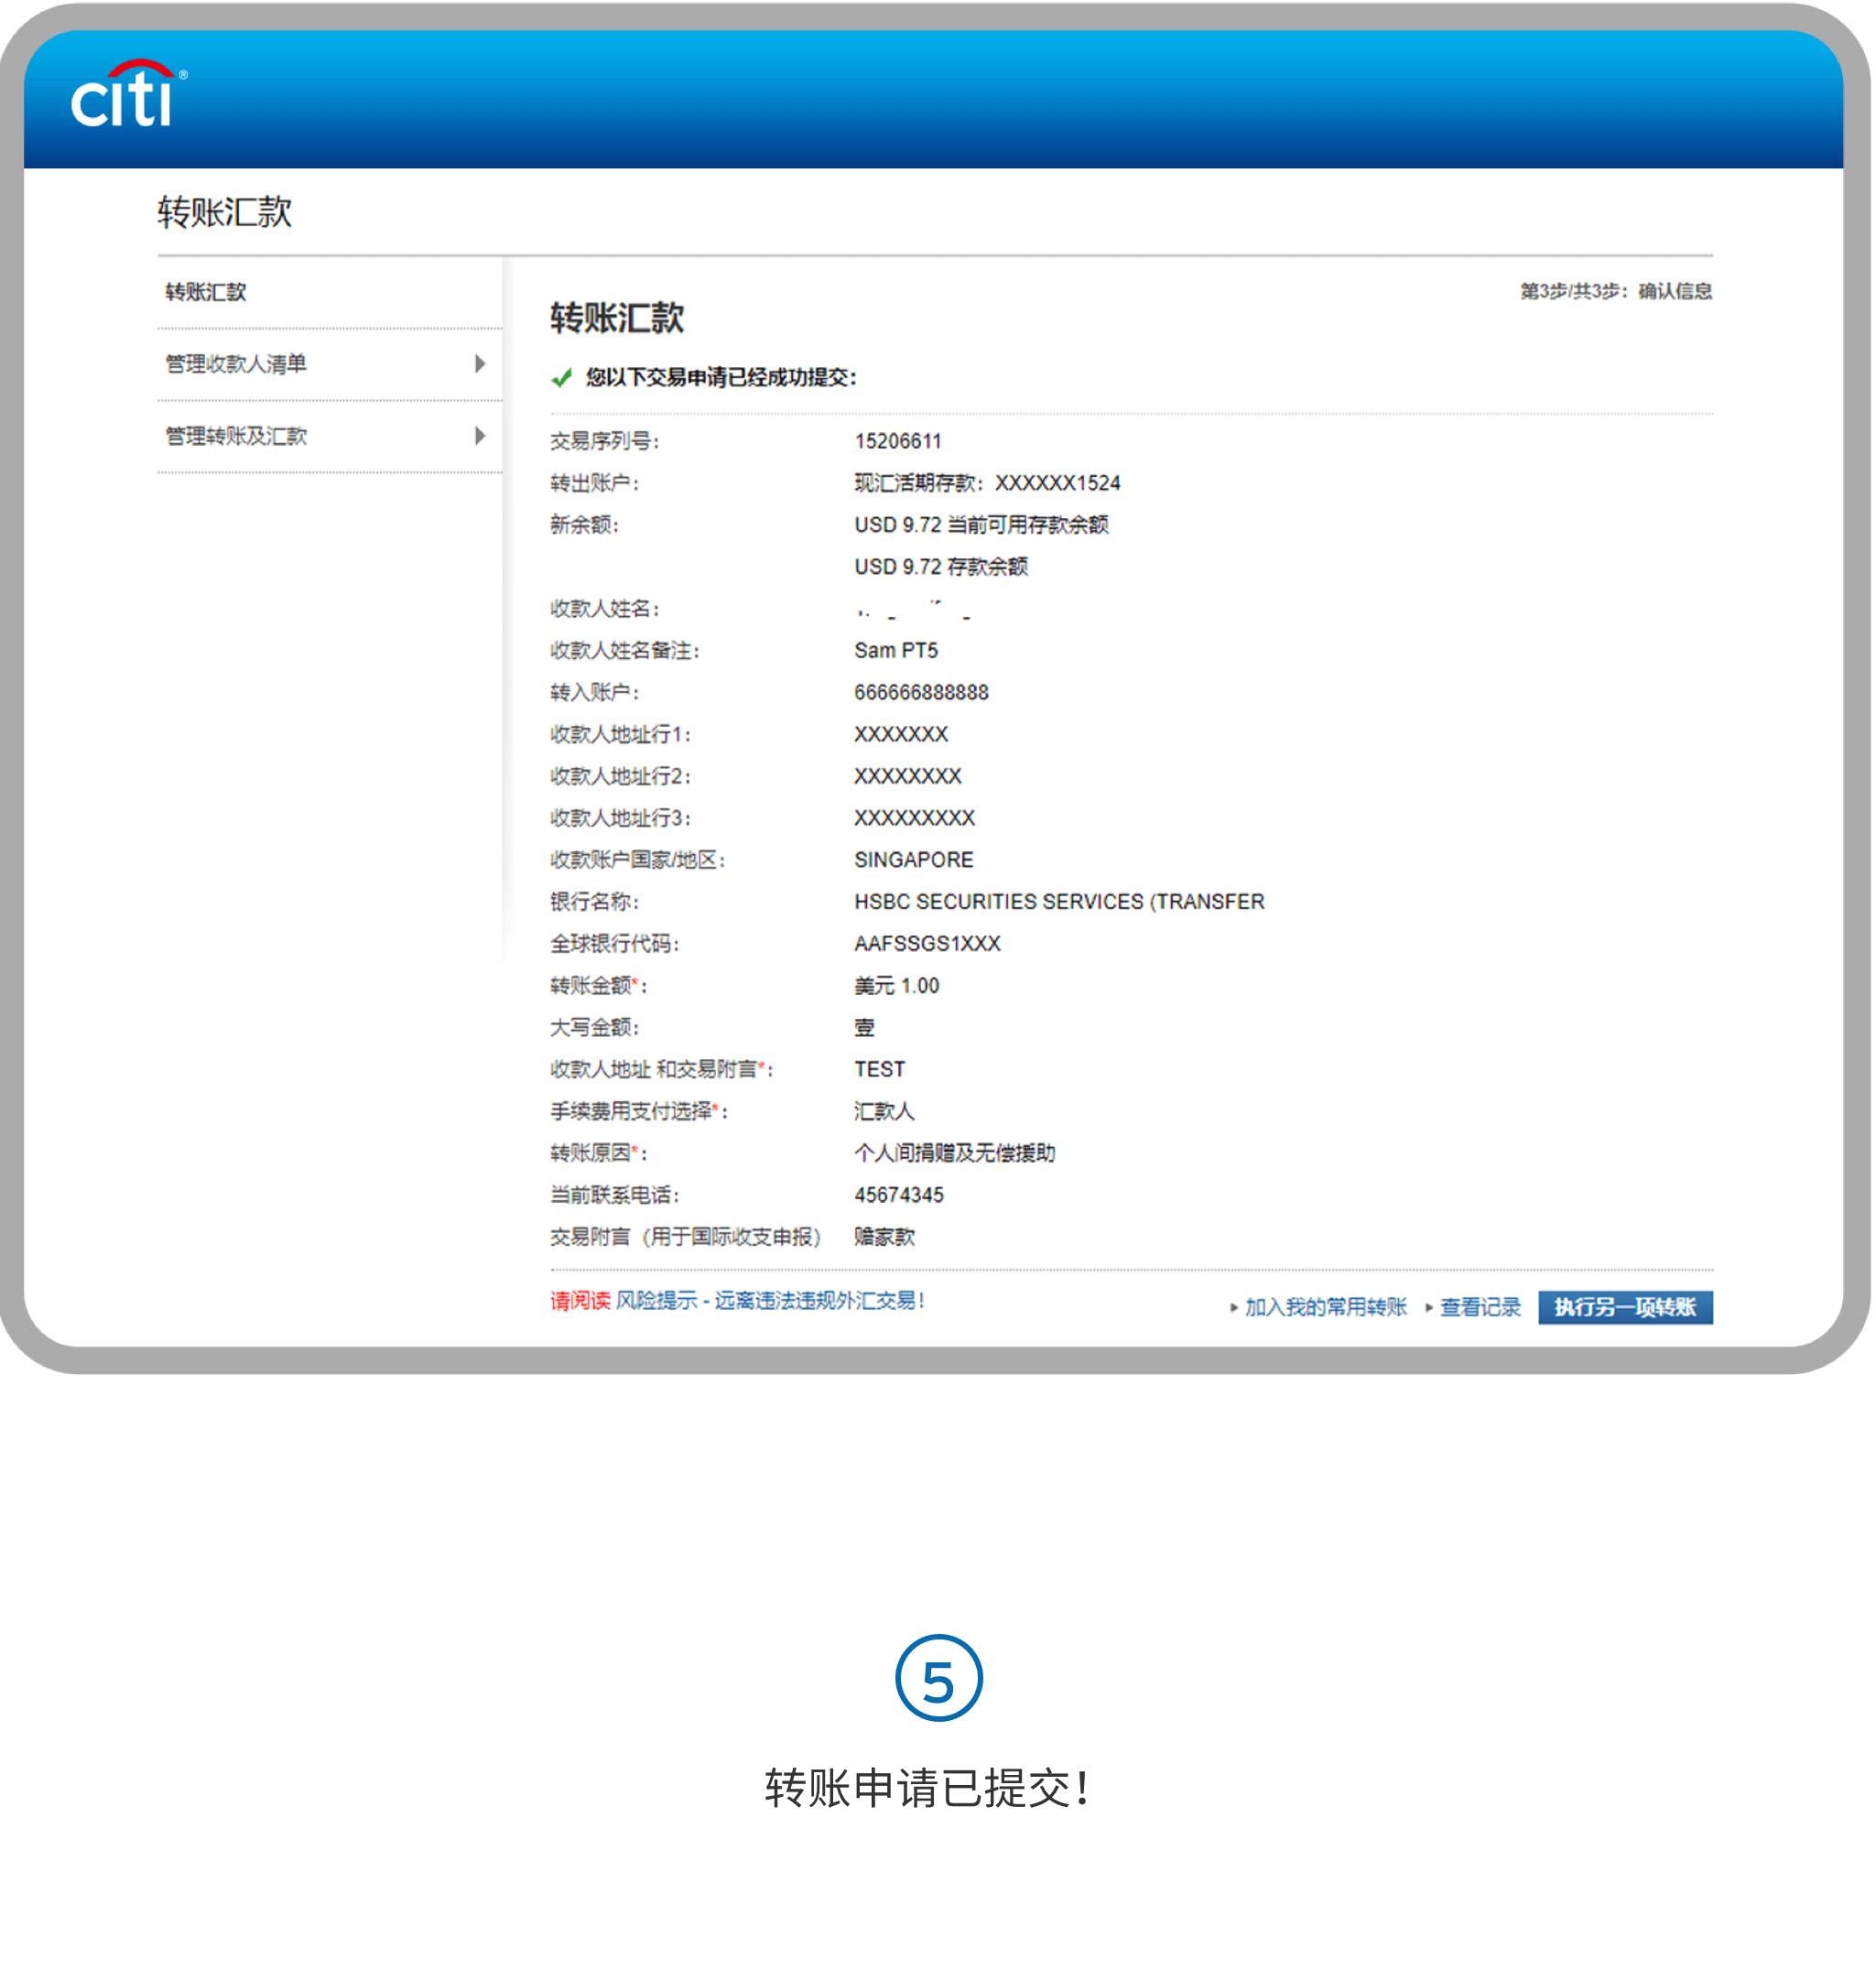 citi®
转账汇款
转账汇款
管理收款人清单
管理转账及汇款
第3步/共3步：确认信息
转账汇款
您以下交易申请已经成功提交：
交易序列号： 15206611
转出账户： 现汇活期存款：XXXXXX1524
新余额： USD 9.72 当前可用存款余额
USD 9.72 存款余额
收款人姓名：
收款人姓名备注： Sam PT5
转入账户： 666666888888
收款人地址行1： XXXXXXX
收款人地址行2： XXXXXXXX
收款人地址行3： XXXXXXXXX
收款账户国家/地区： SINGAPORE
银行名称： HSBC SECURITIES SERVICES (TRANSFER
全球银行代码： AAFSSGS1XXX
转账金额*： 美元 1.00
大写金额： 壹
收款人地址 和交易附言*： TEST
手续费用支付选择*： 汇款人
转账原因*： 个人间捐赠及无偿援助
当前联系电话： 45674345
交易附言（用于国际收支申报） 赡家款
请阅读 风险提示 - 远离违法违规外汇交易！
加入我的常用转账 查看记录 执行另一项转账
5
转账申请已提交！